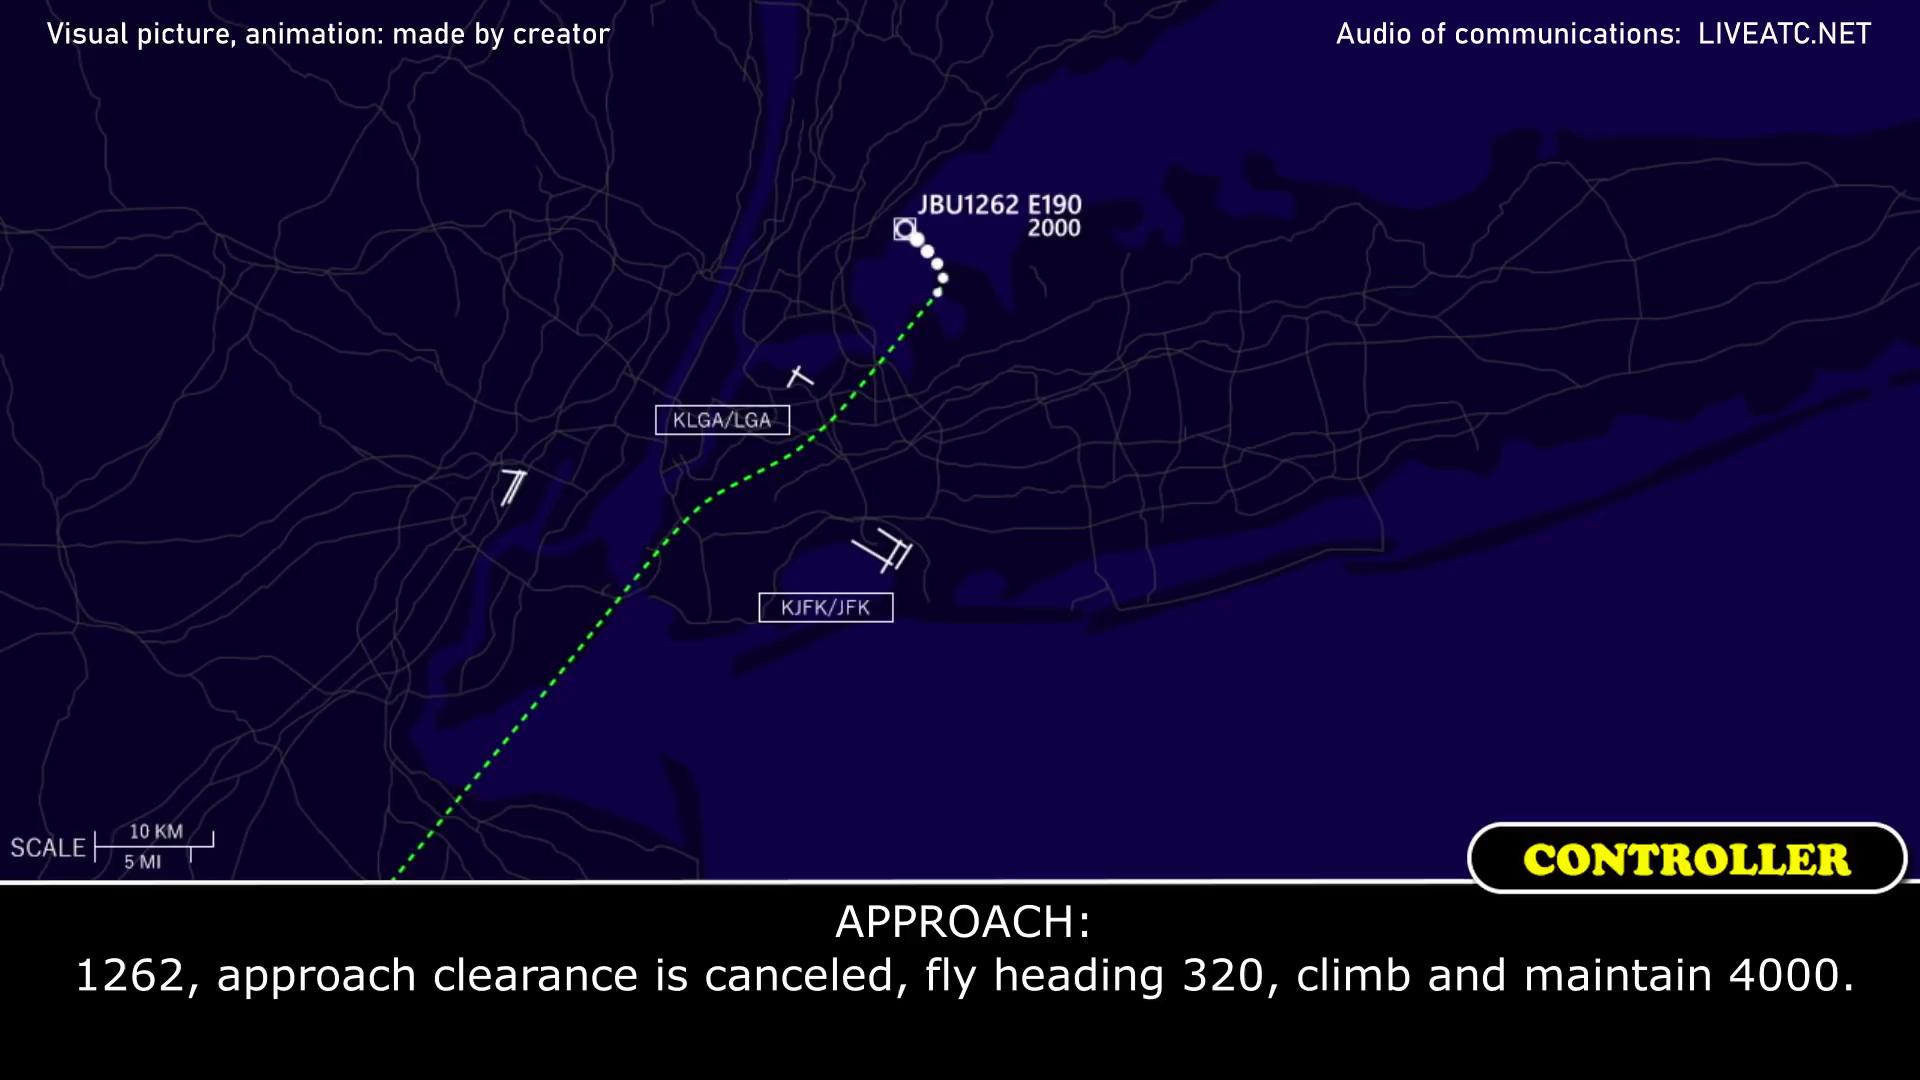 Visual picture, animation: made by creator
Audio of communications: LIVEATC.NET
JBU1262 E190
2000
KLGA/LGA
KJFK/JFK
SCALE
10 KM
5 MI
CONTROLLER
APPROACH:
1262, approach clearance is canceled, fly heading 320, climb and maintain 4000.